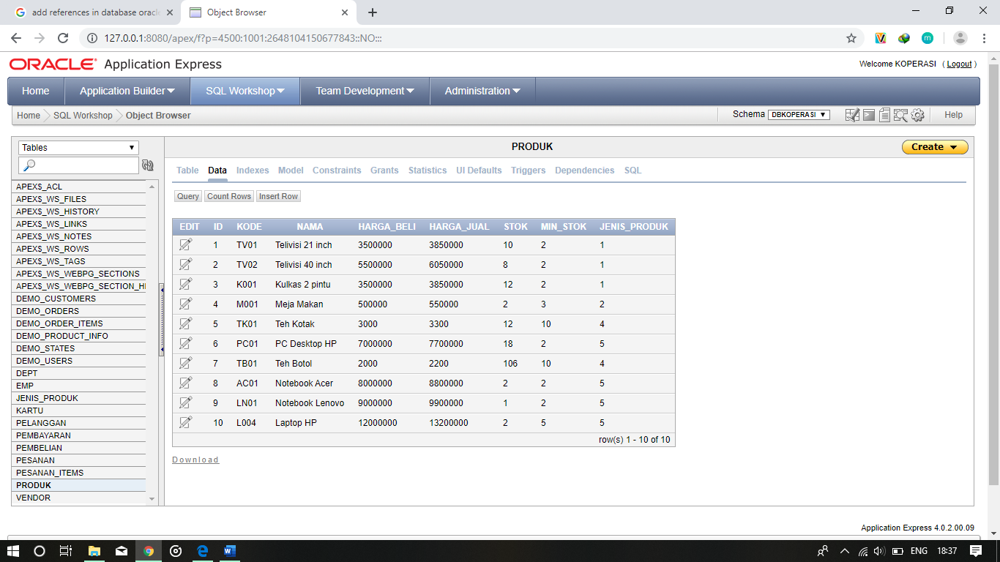 add references in database oracle
Object Browser
127.0.0.1:8080/apex/f?p=4500:1001:2648104150677843::NO:::
ORACLE Application Express
Welcome KOPERASI ( Logout )
Home Application Builder SQL Workshop Team Development Administration
Home SQL Workshop Object Browser Schema DBKOPERASI Help
Tables
PRODUK
Create
Table Data Indexes Model Constraints Grants Statistics UI Defaults Triggers Dependencies SQL
Query Count Rows Insert Row
APEX$_ACL
APEX$_WS_FILES
APEX$_WS_HISTORY
APEX$_WS_LINKS
APEX$_WS_NOTES
APEX$_WS_ROWS
APEX$_WS_TAGS
APEX$_WS_WEBPG_SECTIONS
APEX$_WS_WEBPG_SECTION_HI
DEMO_CUSTOMERS
DEMO_ORDERS
DEMO_ORDER_ITEMS
DEMO_PRODUCT_INFO
DEMO_STATES
DEMO_USERS
DEPT
EMP
JENIS_PRODUK
KARTU
PELANGGAN
PEMBAYARAN
PEMBELIAN
PESANAN
PESANAN_ITEMS
PRODUK
VENDOR
EDIT ID KODE NAMA HARGA_BELI HARGA_JUAL STOK MIN_STOK JENIS_PRODUK
1 TV01 Telivisi 21 inch 3500000 3850000 10 2 1
2 TV02 Telivisi 40 inch 5500000 6050000 8 2 1
3 K001 Kulkas 2 pintu 3500000 3850000 12 2 1
4 M001 Meja Makan 500000 550000 2 3 2
5 TK01 Teh Kotak 3000 3300 12 10 4
6 PC01 PC Desktop HP 7000000 7700000 18 2 5
7 TB01 Teh Botol 2000 2200 106 10 4
8 AC01 Notebook Acer 8000000 8800000 2 2 5
9 LN01 Notebook Lenovo 9000000 9900000 1 2 5
10 L004 Laptop HP 12000000 13200000 2 5 5
row(s) 1 - 10 of 10
Download
Application Express 4.0.2.00.09
ENG 18:37